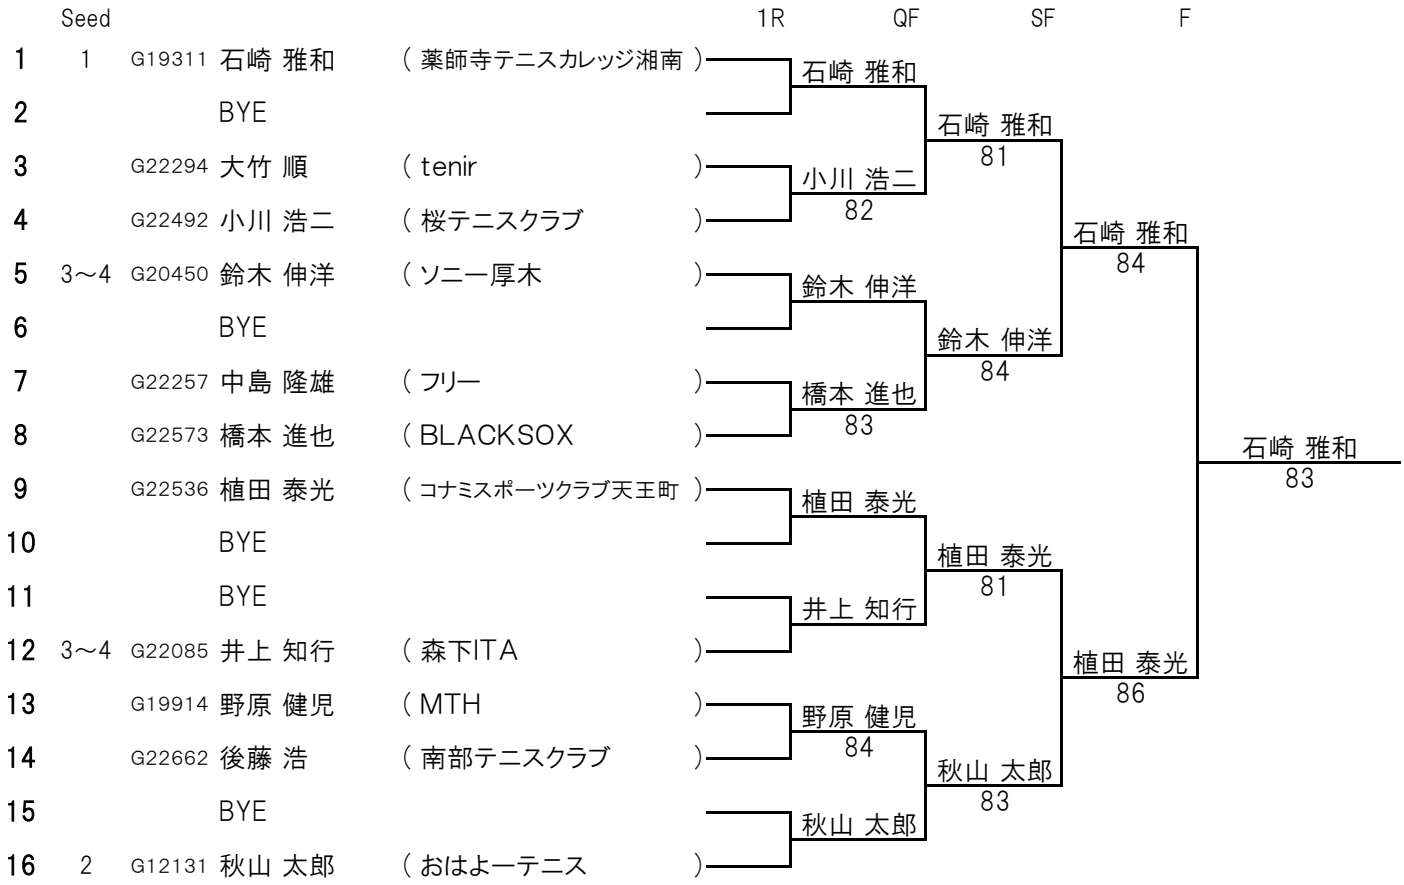 Seed 1R QF SF F
1 1 G19311 石崎 雅和 ( 薬師寺テニスカレッジ湘南 )
石崎 雅和
2 BYE
石崎 雅和
81
3 G22294 大竹 順 ( tenir )
小川 浩二
82
4 G22492 小川 浩二 ( 桜テニスクラブ )
石崎 雅和
84
5 3～4 G20450 鈴木 伸洋 ( ソニー厚木 )
鈴木 伸洋
6 BYE
鈴木 伸洋
84
7 G22257 中島 隆雄 ( フリー )
橋本 進也
83
8 G22573 橋本 進也 ( BLACKSOX )
石崎 雅和
83
9 G22536 植田 泰光 ( コナミスポーツクラブ天王町 )
植田 泰光
10 BYE
植田 泰光
81
11 BYE
井上 知行
12 3～4 G22085 井上 知行 ( 森下ITA )
植田 泰光
86
13 G19914 野原 健児 ( MTH )
野原 健児
84
14 G22662 後藤 浩 ( 南部テニスクラブ )
秋山 太郎
83
15 BYE
秋山 太郎
16 2 G12131 秋山 太郎 ( おはよーテニス )